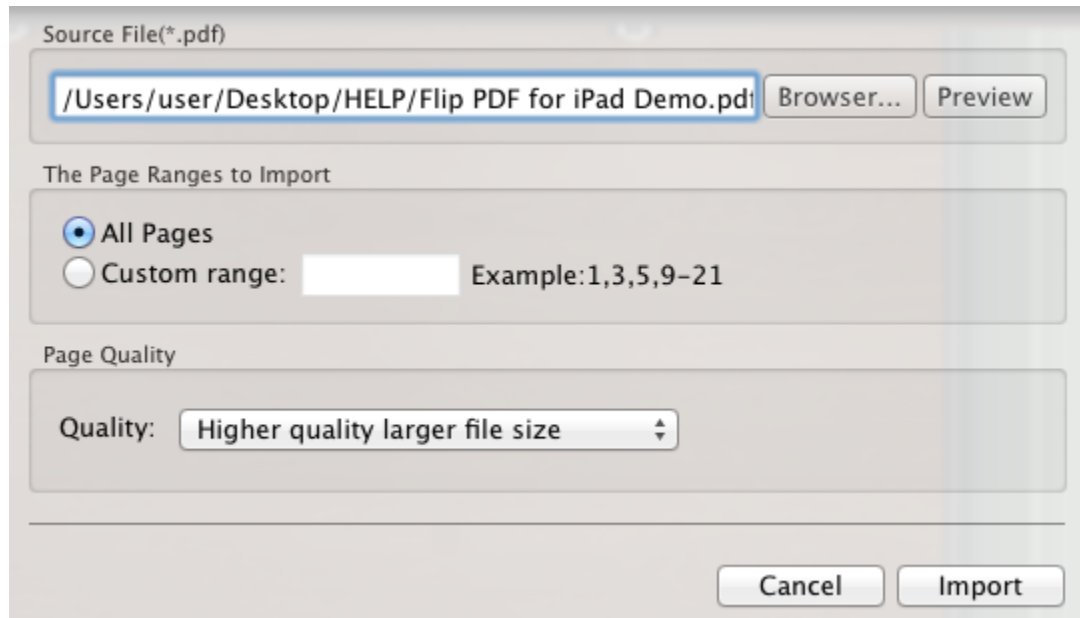 Source File(*.pdf)
/Users/user/Desktop/HELP/Flip PDF for iPad Demo.pdf Browser... Preview
The Page Ranges to Import
All Pages
Custom range: Example:1,3,5,9-21
Page Quality
Quality: Higher quality larger file size
Cancel Import